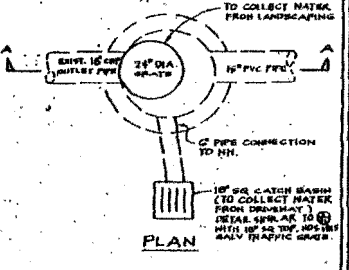 TO COLLECT WATER
FROM LANDSCAPING
A
A
EXIST. 18" CMP
OUTLET PIPE
24" DIA.
GRATE
PVC PIPE
6" PIPE CONNECTION
TO MH.
18" SQ CATCH BASIN
(TO COLLECT WATER
FROM DRIVEWAY)
DETAIL SIMILAR TO
WITH 18" SQ TOP,
GALV TRAFFIC GRATE.
PLAN